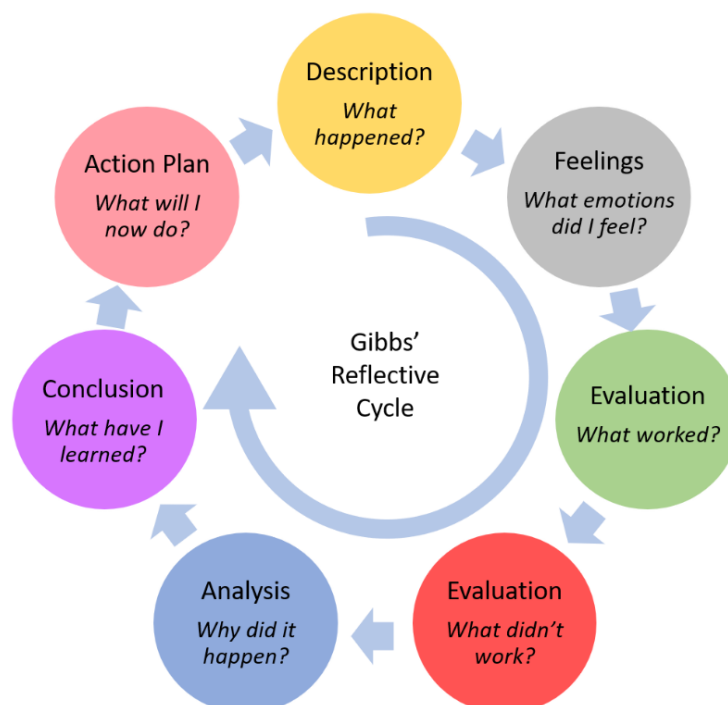 Description
What
happened?
Feelings
What emotions
did I feel?
Evaluation
What worked?
Evaluation
What didn't
work?
Analysis
Why did it
happen?
Conclusion
What have I
learned?
Action Plan
What will I
now do?
Gibbs’
Reflective
Cycle